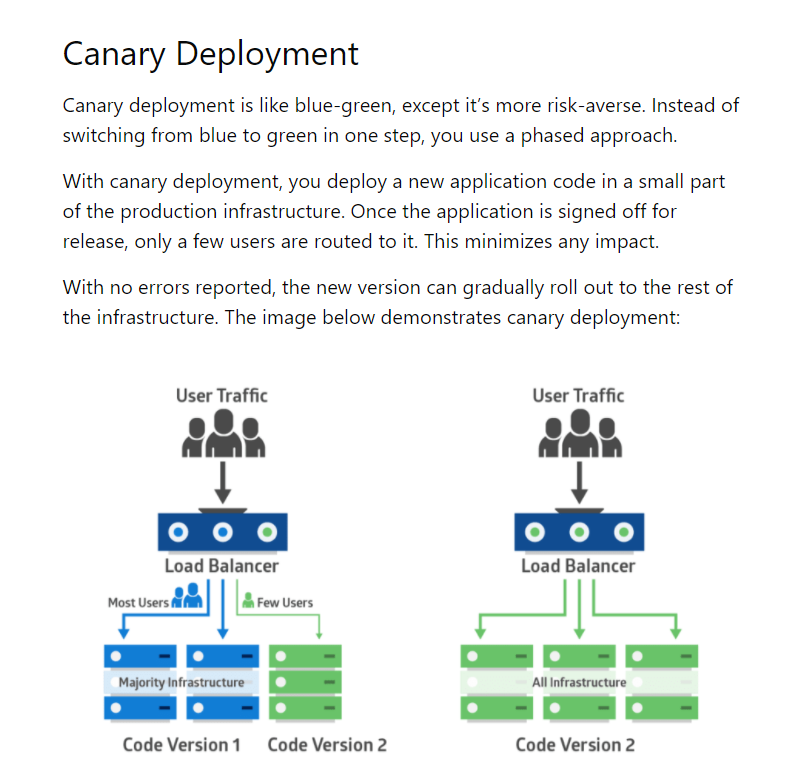 Canary Deployment
Canary deployment is like blue-green, except it’s more risk-averse. Instead of
switching from blue to green in one step, you use a phased approach.
With canary deployment, you deploy a new application code in a small part
of the production infrastructure. Once the application is signed off for
release, only a few users are routed to it. This minimizes any impact.
With no errors reported, the new version can gradually roll out to the rest of
the infrastructure. The image below demonstrates canary deployment:
User Traffic
Load Balancer
Most Users
Few Users
Majority Infrastructure
Code Version 1
Code Version 2
User Traffic
Load Balancer
All Infrastructure
Code Version 2